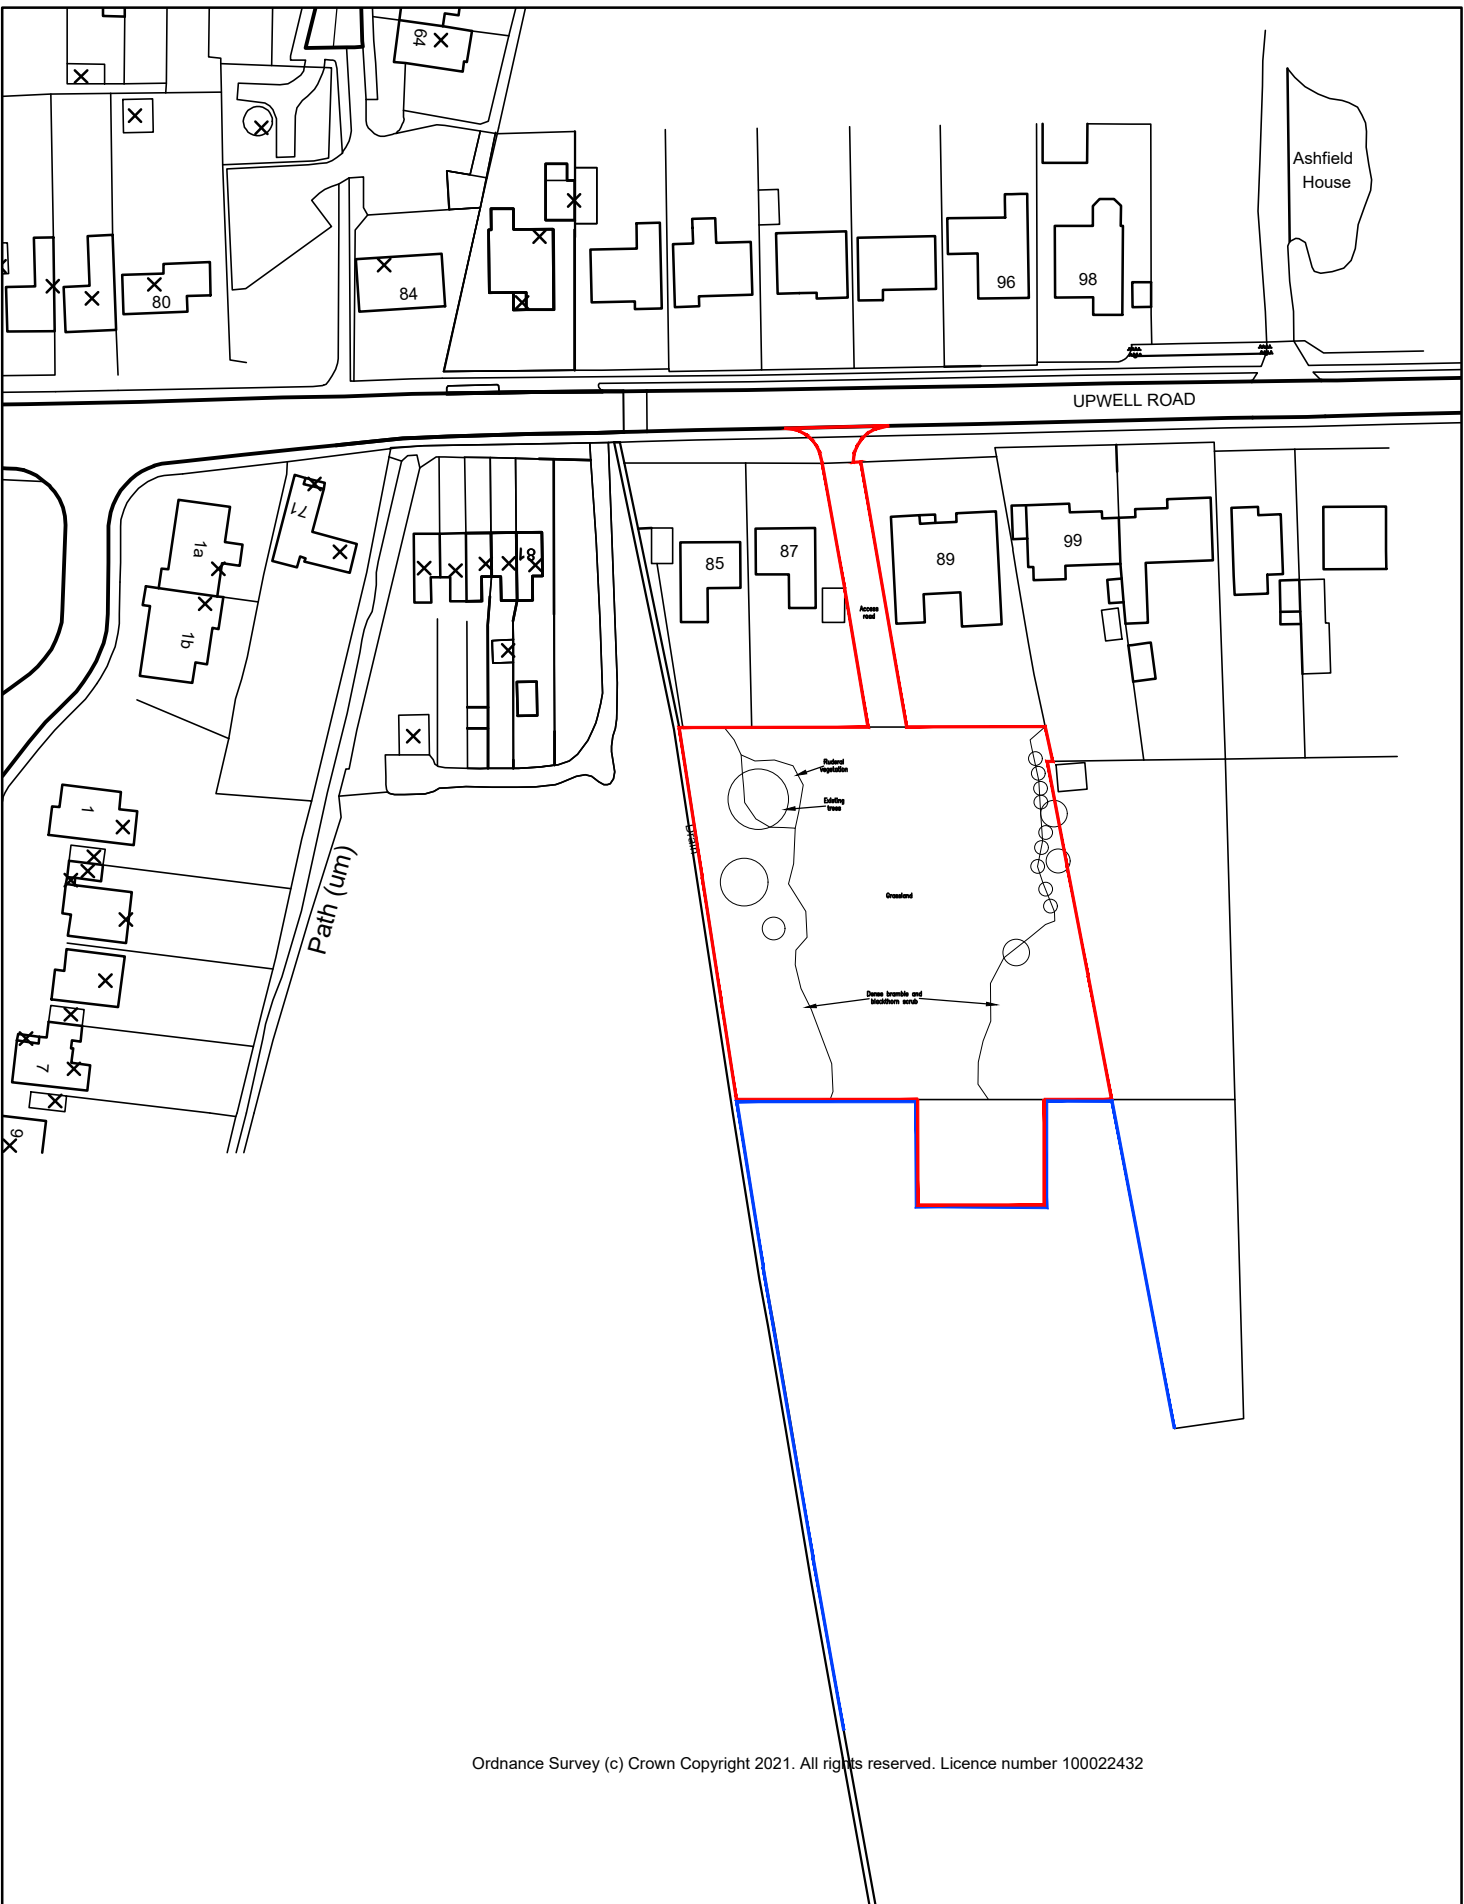 64
Ashfield
House
80
84
96
98
UPWELL ROAD
71
1a
81
85
87
89
99
1b
Access
road
Ruderal
vegetation
Existing
trees
1
Drain
Path (um)
Grassland
Dense bramble and
blackthorn scrub
7
9
Ordnance Survey (c) Crown Copyright 2021. All rights reserved. Licence number 100022432